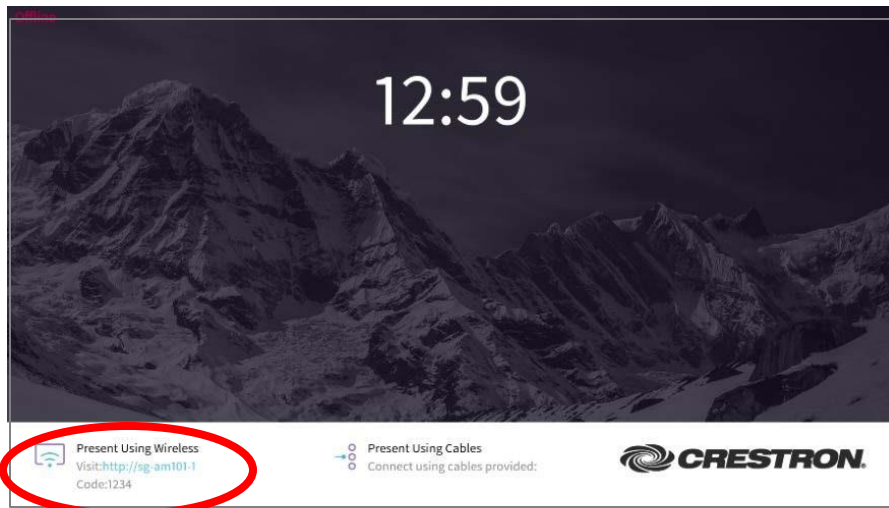 Offline
12:59
Present Using Wireless
Visit:http://sg-am101-1
Code:1234
Present Using Cables
Connect using cables provided:
CRESTRON.